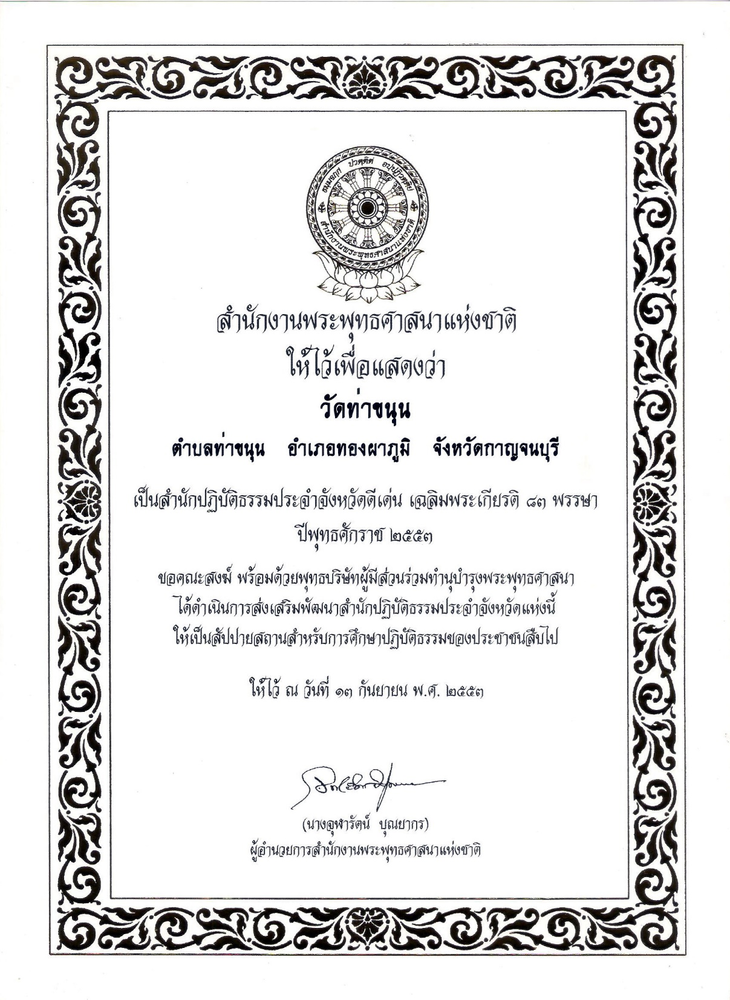 ธมฺมจกฺกํ ปวตฺติตํ อปฺปฏิวตฺติยํ
สำนักงานพระพุทธศาสนาแห่งชาติ
สำนักงานพระพุทธศาสนาแห่งชาติ
ให้ไว้เพื่อแสดงว่า
วัดท่าขนุน
ตำบลท่าขนุน อำเภอทองผาภูมิ จังหวัดกาญจนบุรี
เป็นสำนักปฏิบัติธรรมประจำจังหวัดดีเด่น เฉลิมพระเกียรติ ๘๓ พรรษา
ปีพุทธศักราช ๒๕๕๓
ขอคณะสงฆ์ พร้อมด้วยพุทธบริษัทผู้มีส่วนร่วมทำนุบำรุงพระพุทธศาสนา
ได้ดำเนินการส่งเสริมพัฒนาสำนักปฏิบัติธรรมประจำจังหวัดแห่งนี้
ให้เป็นสัปปายสถานสำหรับการศึกษาปฏิบัติธรรมของประชาชนสืบไป
ให้ไว้ ณ วันที่ ๑๓ กันยายน พ.ศ. ๒๕๕๓
(นางจุฬารัตน์ บุณยากร)
ผู้อำนวยการสำนักงานพระพุทธศาสนาแห่งชาติ